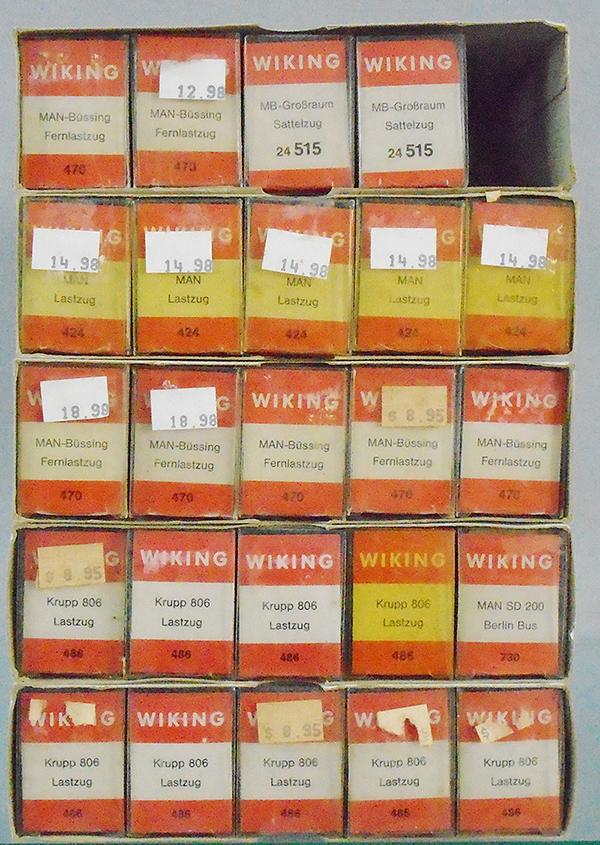 WIKING
MAN-Büssing
Fernlastzug
470
W
12.98
MAN-Büssing
Fernlastzug
470
WIKING
MB-Großraum
Sattelzug
24 515
WIKING
MB-Großraum
Sattelzug
24 515
G
14.98
MAN
Lastzug
424
G
14.98
MAN
Lastzug
424
14.98
MAN
Lastzug
424
G
14.98
MAN
Lastzug
424
14.98
MAN
Lastzug
424
W
G
18.98
MAN-Büssing
Fernlastzug
470
W
G
18.98
MAN-Büssing
Fernlastzug
470
WIKING
MAN-Büssing
Fernlastzug
470
W
G
$ 8.95
MAN-Büssing
Fernlastzug
470
WIKING
MAN-Büssing
Fernlastzug
470
G
$ 8.95
Krupp 806
Lastzug
486
WIKING
Krupp 806
Lastzug
486
WIKING
Krupp 806
Lastzug
486
WIKING
Krupp 806
Lastzug
486
WIKING
MAN SD 200
Berlin Bus
730
G
Krupp 806
Lastzug
486
WIKING
Krupp 806
Lastzug
486
G
$ 8.95
Krupp 806
Lastzug
486
W
G
Krupp 806
Lastzug
486
W
G
Krupp 806
Lastzug
486